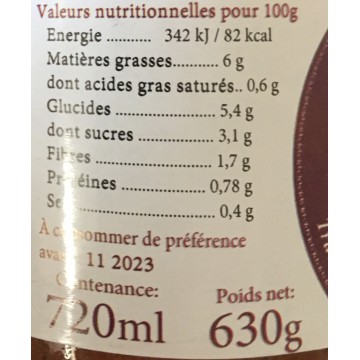 Valeurs nutritionnelles pour 100g
Energie ........... 342 kJ / 82 kcal
Matières grasses........... 6 g
dont acides gras saturés.. 0,6 g
Glucides ...................... 5,4 g
dont sucres .................. 3,1 g
Fibres ........................... 1,7 g
Protéines .................. 0,78 g
Sel .............................. 0,4 g
À consommer de préférence
avant 11 2023
Contenance:
720ml
Poids net:
630g